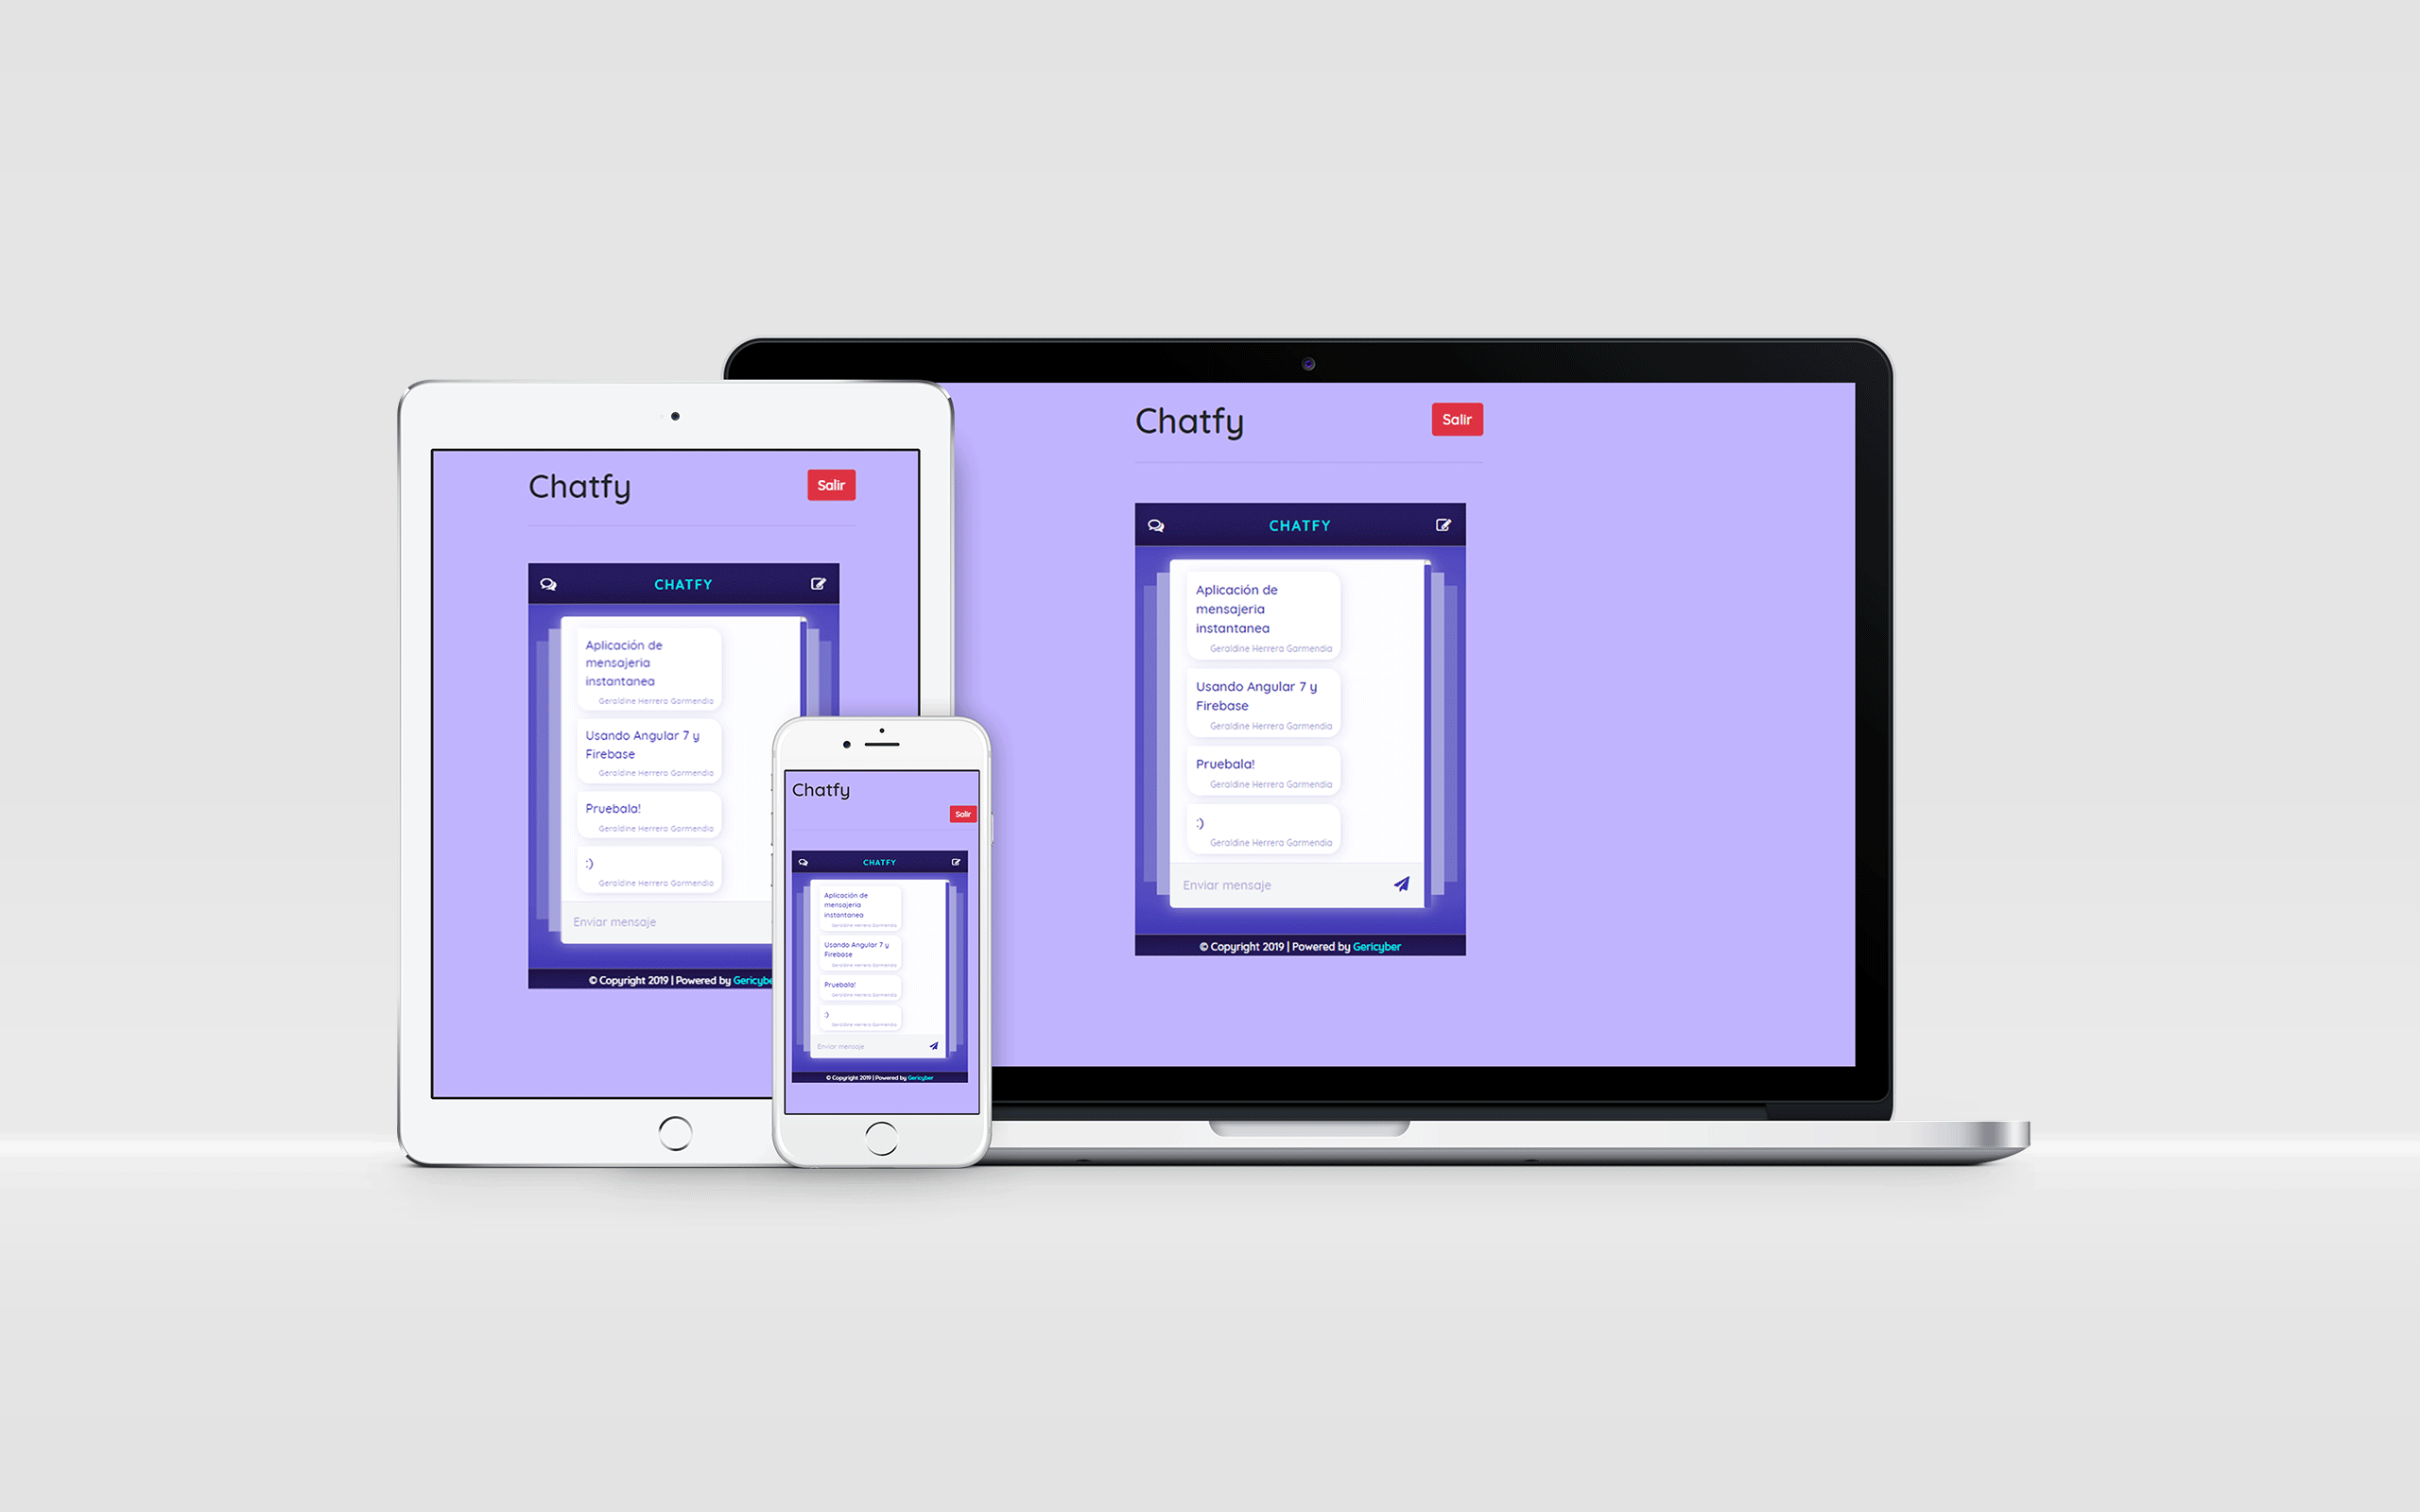 Chatfy
Salir
CHATFY
Aplicación de
mensajeria
instantanea
Geraldine Herrera Garmendia
Usando Angular 7 y
Firebase
Geraldine Herrera Garmendia
Pruebala!
Geraldine Herrera Garmendia
:)
Geraldine Herrera Garmendia
Enviar mensaje
© Copyright 2019 | Powered by Gericybe
Chatfy
Salir
CHATFY
Aplicación de
mensajeria
instantanea
Geraldine Herrera Garmendia
Usando Angular 7 y
Firebase
Geraldine Herrera Garmendia
Pruebala!
Geraldine Herrera Garmendia
:)
Geraldine Herrera Garmendia
Enviar mensaje
© Copyright 2019 | Powered by Gericyber
Chatfy
Salir
CHATFY
Aplicación de
mensajeria
instantanea
Geraldine Herrera Garmendia
Usando Angular 7 y
Firebase
Geraldine Herrera Garmendia
Pruebala!
Geraldine Herrera Garmendia
:)
Geraldine Herrera Garmendia
Enviar mensaje
© Copyright 2019 | Powered by Gericyber